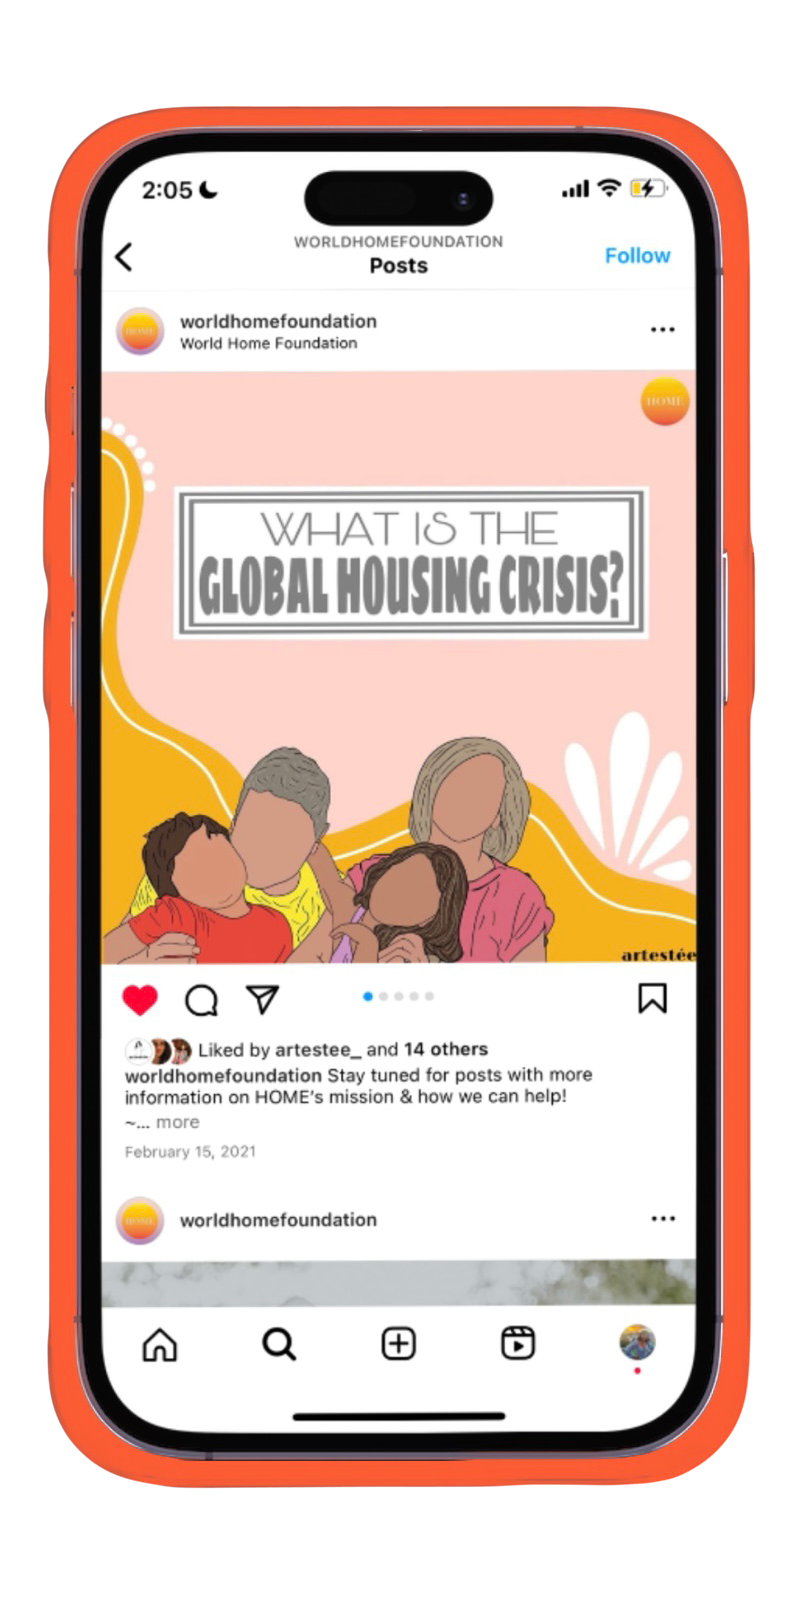 2:05
WORLDHOMEFOUNDATION
Posts
Follow
worldhomefoundation
World Home Foundation
HOME
HOME
WHAT IS THE
GLOBAL HOUSING CRISIS?
artestée
Liked by artestee_ and 14 others
worldhomefoundation Stay tuned for posts with more
information on HOME's mission & how we can help!
~... more
February 15, 2021
HOME
worldhomefoundation